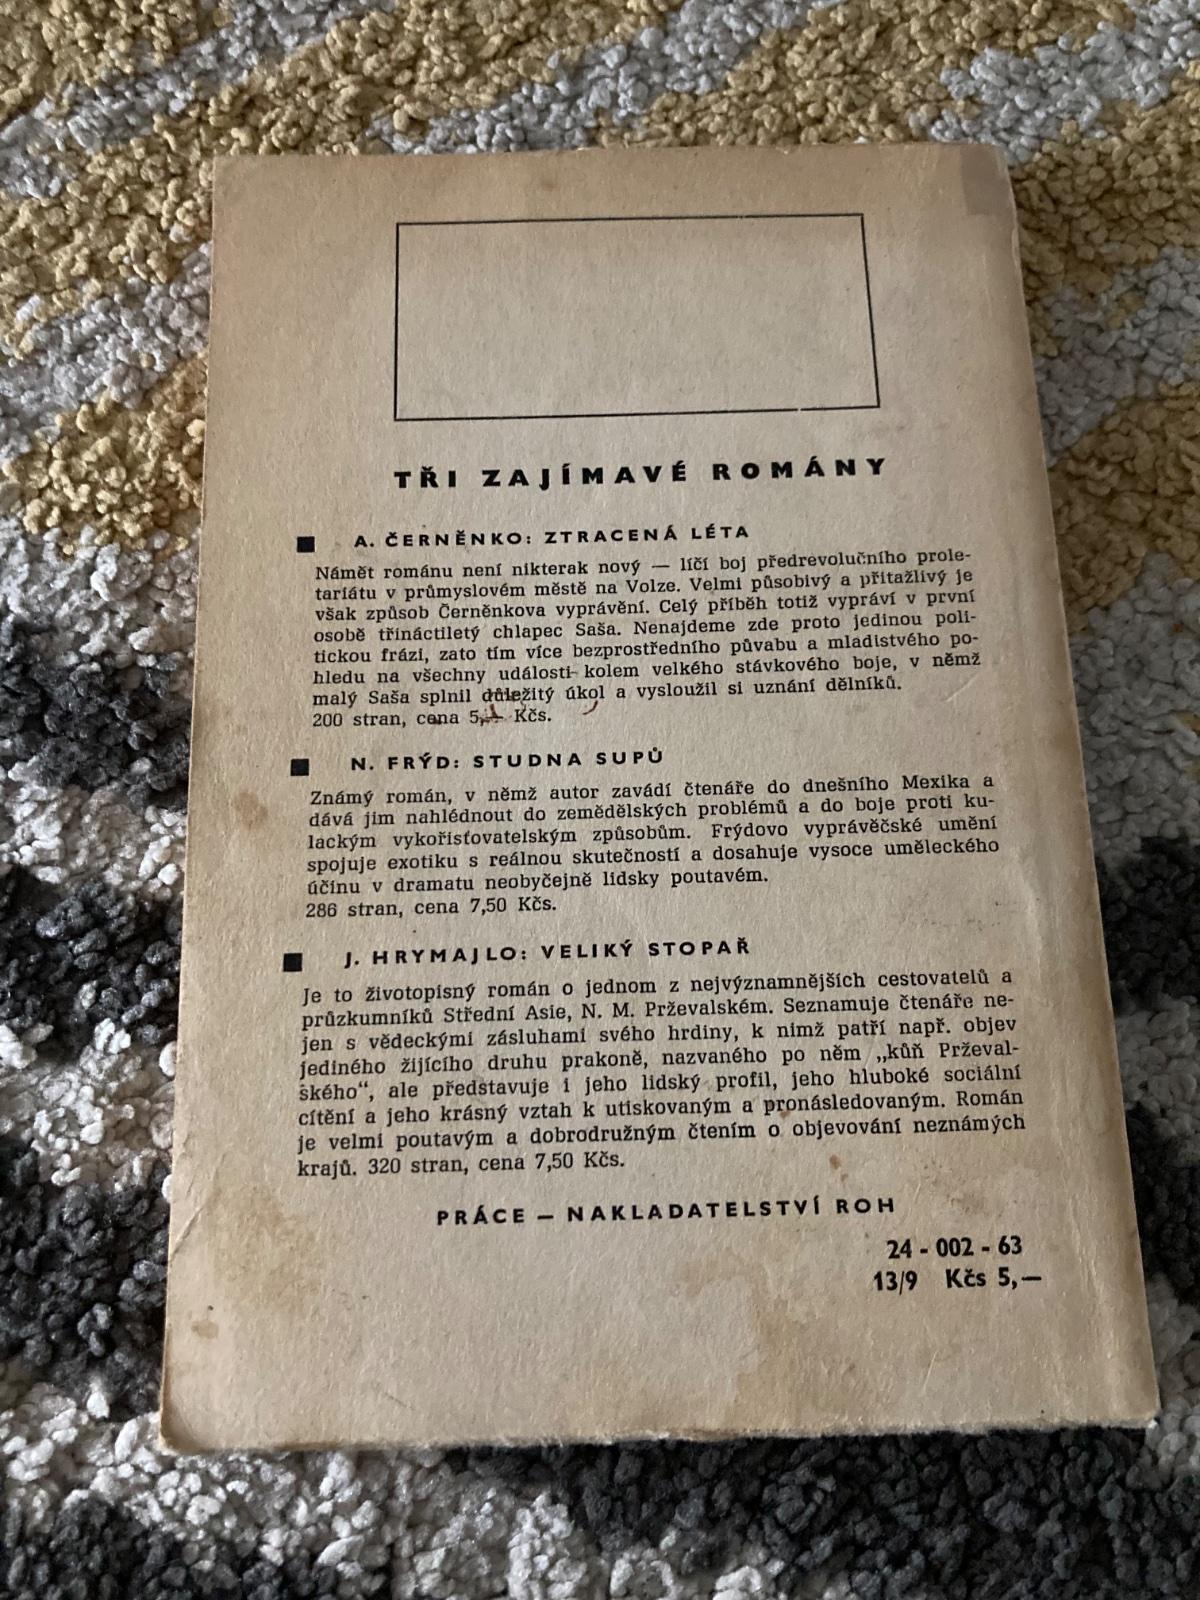 TŘI ZAJÍMAVÉ ROMÁNY
A. ČERNĚNKO: ZTRACENÁ LÉTA
Námět románu není nikterak nový — líčí boj předrevolučního prole-
tariátu v průmyslovém městě na Volze. Velmi působivý a přitažlivý je
však způsob Černěnkova vyprávění. Celý příběh totiž vypráví v první
osobě třináctiletý chlapec Saša. Nenajdeme zde proto jedinou poli-
tickou frázi, zato tím více bezprostředního půvabu a mladistvého po-
hledu na všechny události kolem velkého stávkového boje, v němž
malý Saša splnil důležitý úkol a vysloužil si uznání dělníků.
200 stran, cena 5,— Kčs.
N. FRÝD: STUDNA SUPŮ
Známý román, v němž autor zavádí čtenáře do dnešního Mexika a
dává jim nahlédnout do zemědělských problémů a do boje proti ku-
lackým vykořisťovatelským způsobům. Frýdovo vyprávěčské umění
spojuje exotiku s reálnou skutečností a dosahuje vysoce uměleckého
účinu v dramatu neobyčejně lidsky poutavém.
286 stran, cena 7,50 Kčs.
J. HRYMAJLO: VELIKÝ STOPAŘ
Je to životopisný román o jednom z nejvýznamnějších cestovatelů a
průzkumníků Střední Asie, N. M. Prževalském. Seznamuje čtenáře ne-
jen s vědeckými zásluhami svého hrdiny, k nimž patří např. objev
jediného žijícího druhu prakoně, nazvaného po něm „kůň Prževal-
ského“, ale představuje i jeho lidský profil, jeho hluboké sociální
cítění a jeho krásný vztah k utiskovaným a pronásledovaným. Román
je velmi poutavým a dobrodružným čtením o objevování neznámých
krajů. 320 stran, cena 7,50 Kčs.
PRÁCE — NAKLADATELSTVÍ ROH
24 - 002 - 63
13/9 Kčs 5,—